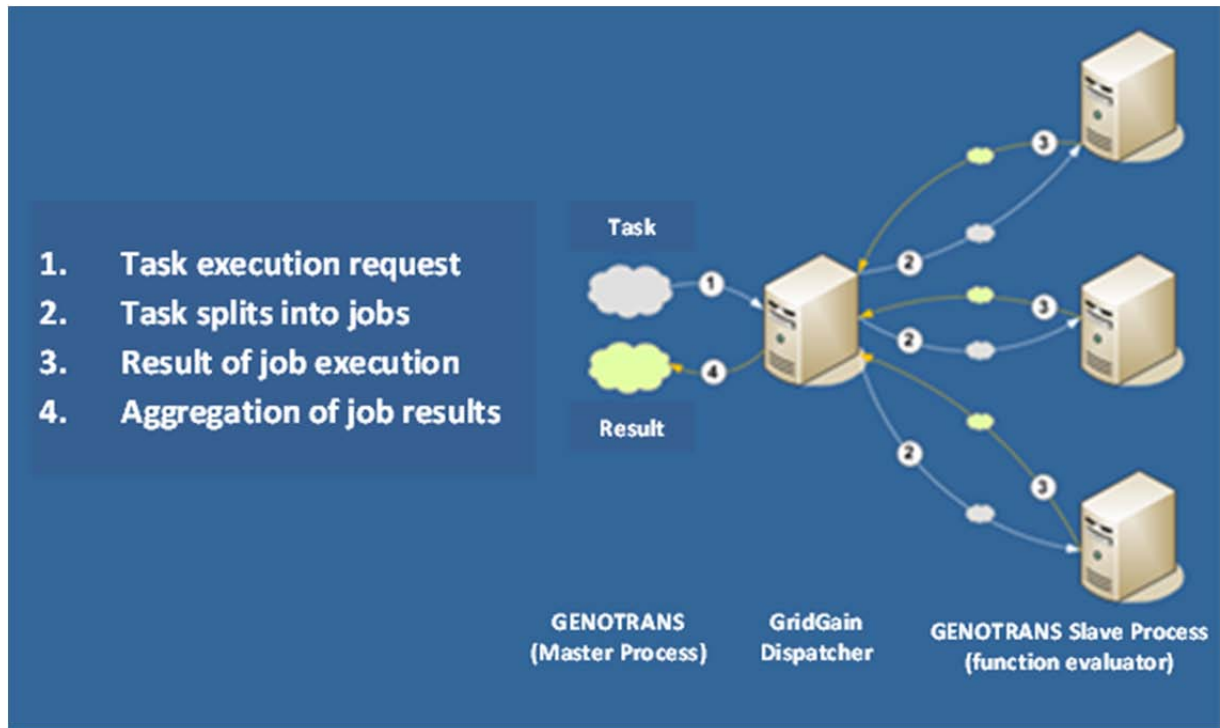 1. Task execution request
2. Task splits into jobs
3. Result of job execution
4. Aggregation of job results
Task
1
4
Result
3
2
3
2
2
3
GENOTRANS
(Master Process)
GridGain
Dispatcher
GENOTRANS Slave Process
(function evaluator)